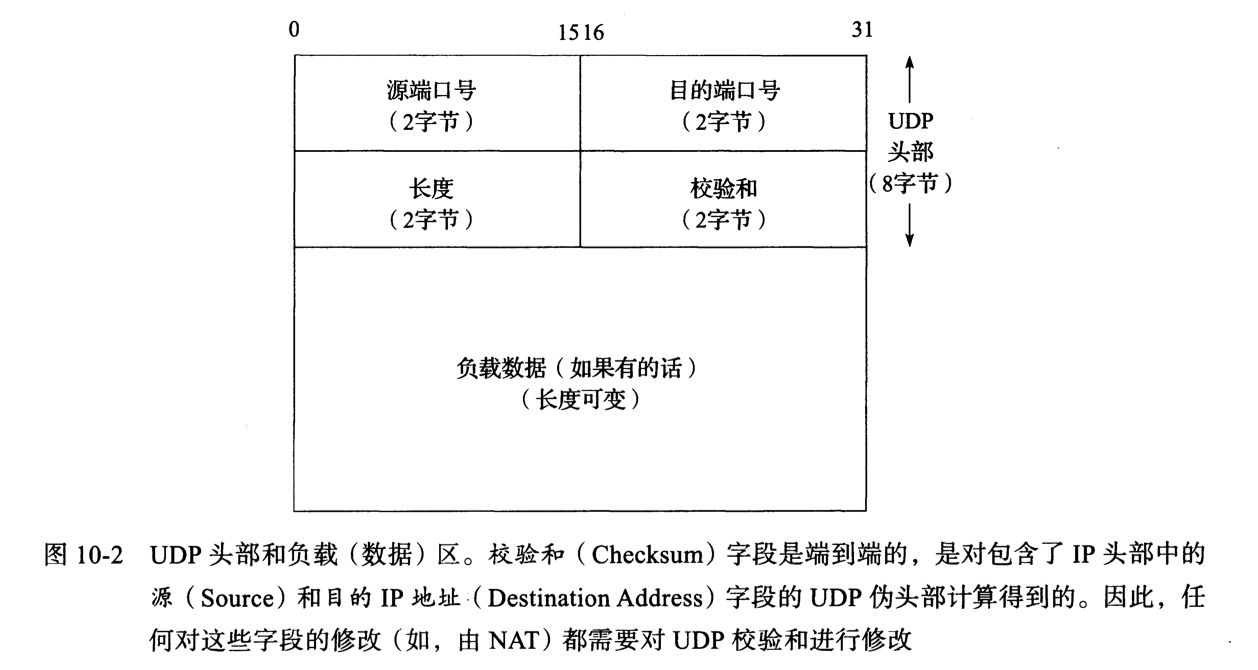 0 1516 31
源端口号 目的端口号
（2字节） （2字节）
UDP
头部
（8字节）
长度 校验和
（2字节） （2字节）
负载数据（如果有的话）
（长度可变）
图 10-2 UDP 头部和负载（数据）区。校验和（Checksum）字段是端到端的，是对包含了 IP 头部中的
源（Source）和目的 IP 地址（Destination Address）字段的 UDP 伪头部计算得到的。因此，任
何对这些字段的修改（如，由 NAT）都需要对 UDP 校验和进行修改